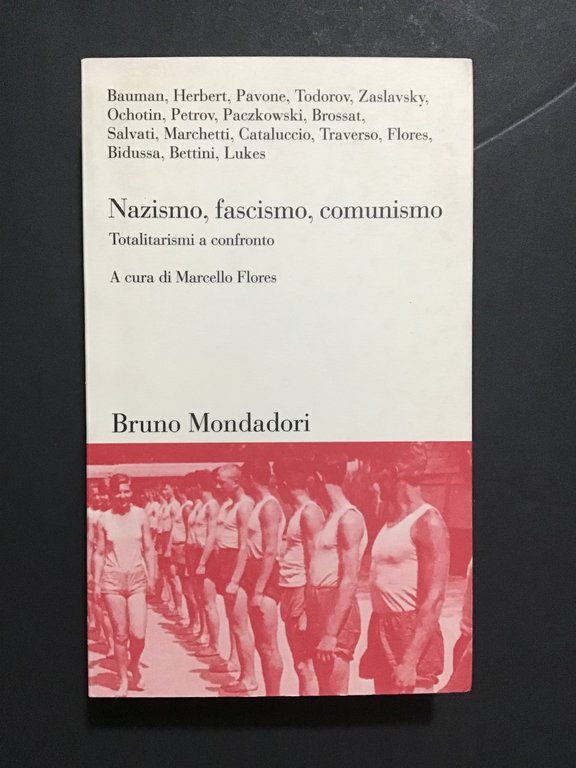 Bauman, Herbert, Pavone, Todorov, Zaslavsky,
Ochotin, Petrov, Paczkowski, Brossat,
Salvati, Marchetti, Cataluccio, Traverso, Flores,
Bidussa, Bettini, Lukes
Nazismo, fascismo, comunismo
Totalitarismi a confronto
A cura di Marcello Flores
Bruno Mondadori